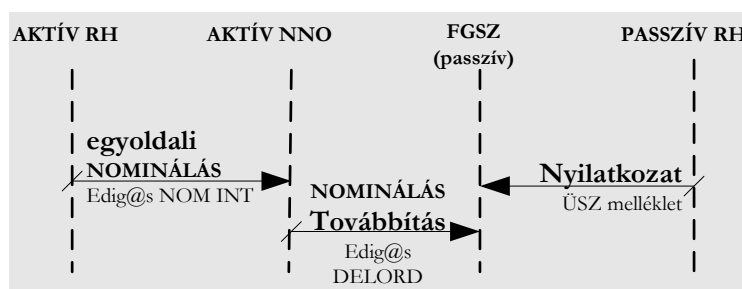 AKTÍV RH
AKTÍV NNO
FGSZ
(passzív)
PASSZÍV RH
egyoldali
NOMINÁLÁS
Edig@s NOM INT
NOMINÁLÁS
Továbbítás
Edig@s
DELORD
Nyilatkozat
ÜSZ melléklet